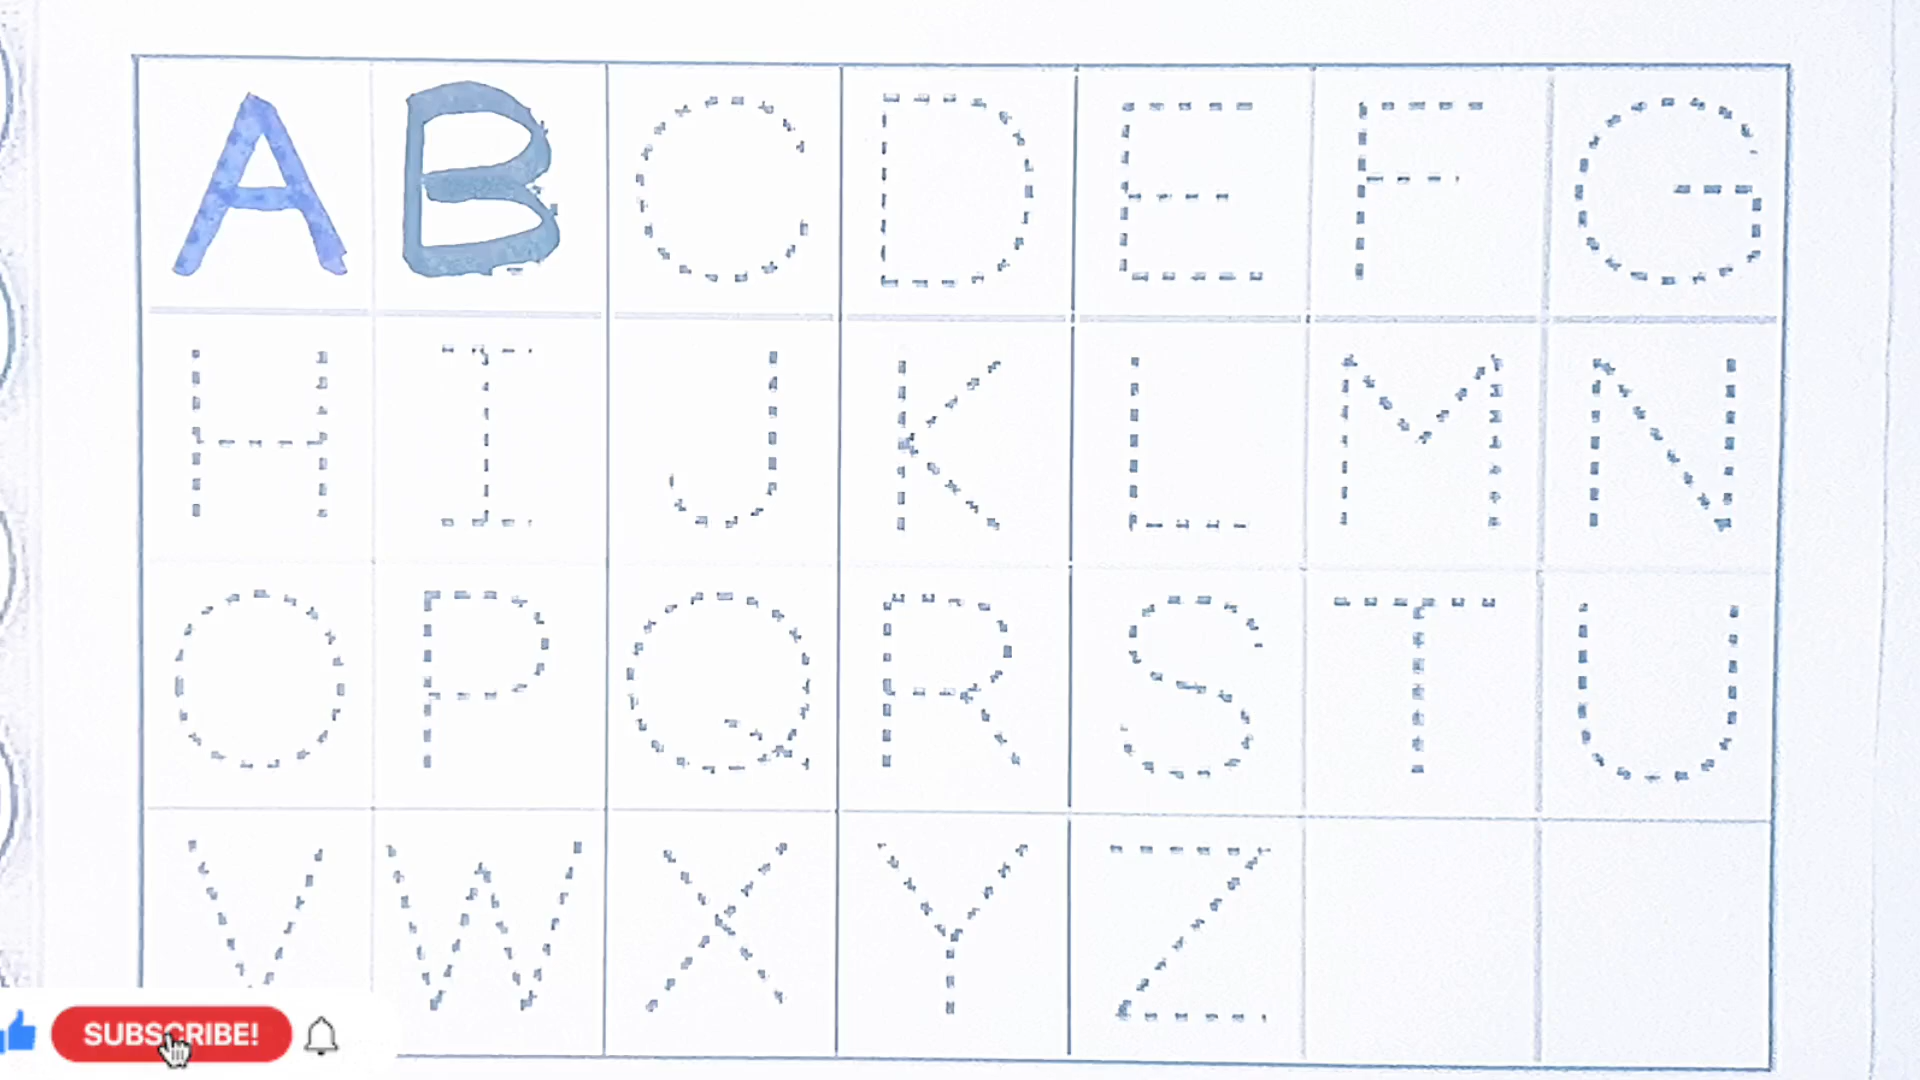 A B C D E F G
H I J K L M N
O P Q R S T U
V W X Y Z
SUBSCRIBE!